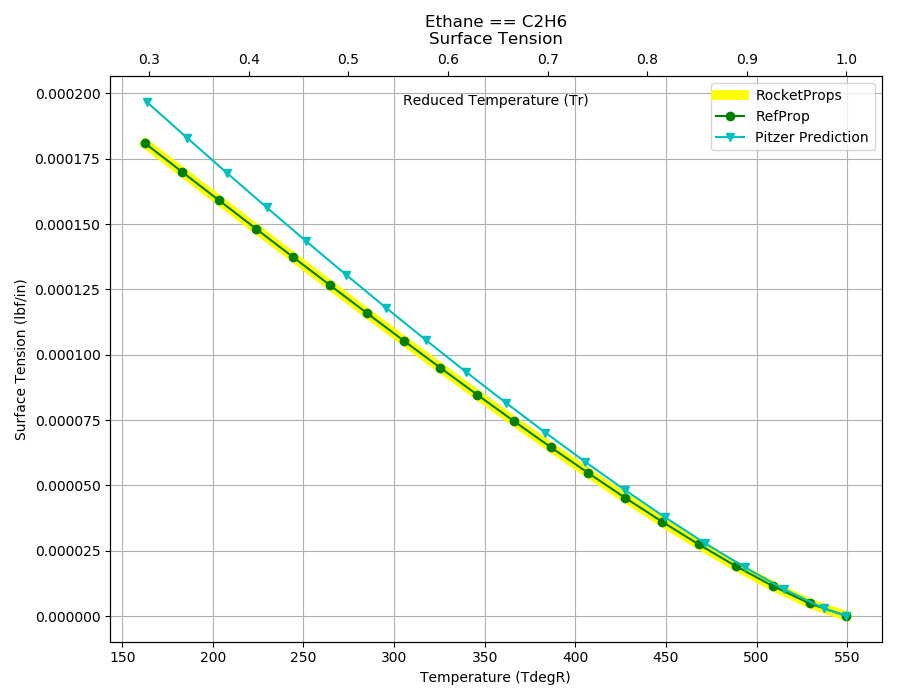 Ethane == C2H6
Surface Tension
0.3 0.4 0.5 0.6 0.7 0.8 0.9 1.0
Reduced Temperature (Tr)
RocketProps
RefProp
Pitzer Prediction
0.000200
0.000175
0.000150
0.000125
0.000100
0.000075
0.000050
0.000025
0.000000
Surface Tension (lbf/in)
150 200 250 300 350 400 450 500 550
Temperature (TdegR)